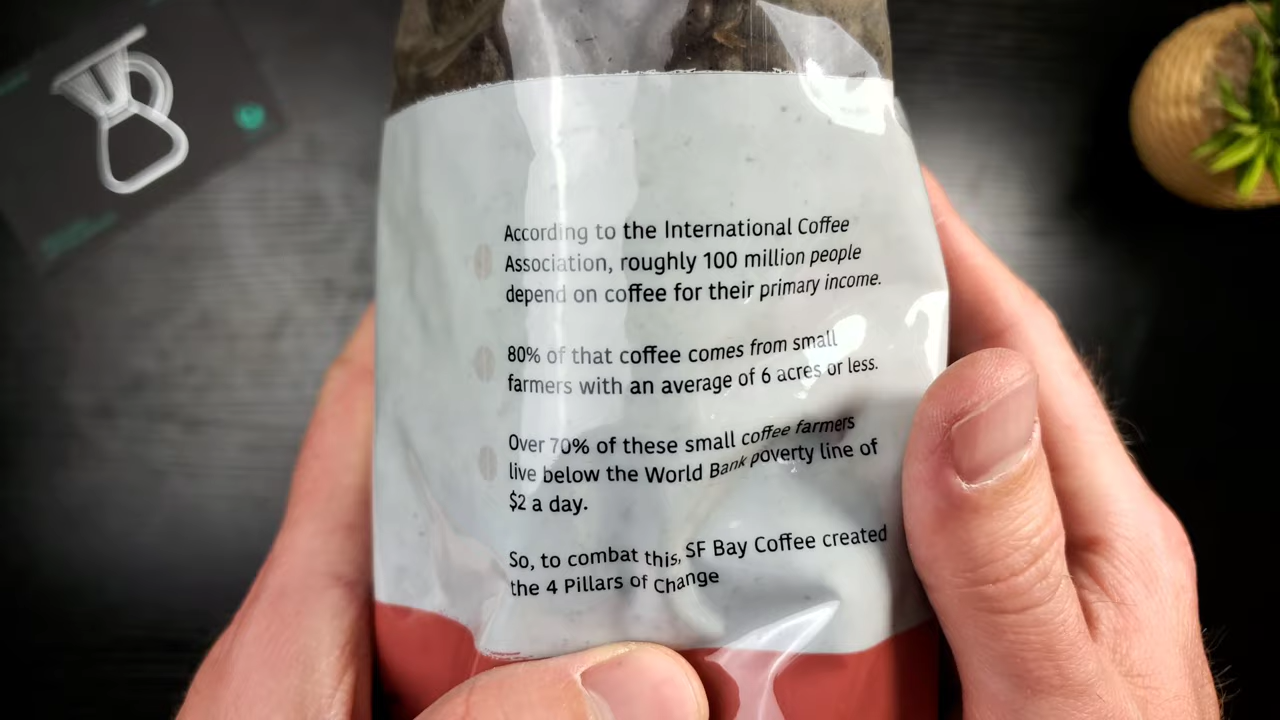 According to the International Coffee
Association, roughly 100 million people
depend on coffee for their primary income.
80% of that coffee comes from small
farmers with an average of 6 acres or less.
Over 70% of these small coffee farmers
live below the World Bank poverty line of
$2 a day.
So, to combat this, SF Bay Coffee created
the 4 Pillars of Change